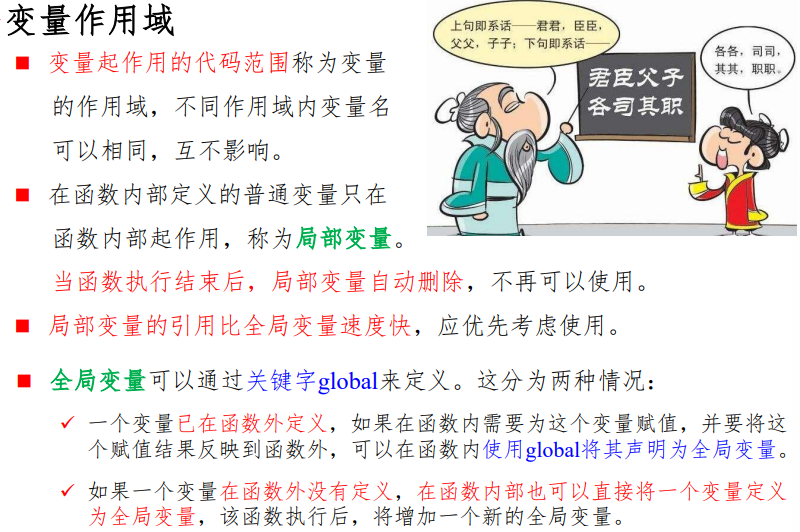 变量作用域
■ 变量起作用的代码范围称为变量
的作用域，不同作用域内变量名
可以相同，互不影响。
■ 在函数内部定义的普通变量只在
函数内部起作用，称为局部变量。
当函数执行结束后，局部变量自动删除，不再可以使用。
■ 局部变量的引用比全局变量速度快，应优先考虑使用。
■ 全局变量可以通过关键字global来定义。这分为两种情况：
✓ 一个变量已在函数外定义，如果在函数内需要为这个变量赋值，并要将这
个赋值结果反映到函数外，可以在函数内使用global将其声明为全局变量。
✓ 如果一个变量在函数外没有定义，在函数内部也可以直接将一个变量定义
为全局变量，该函数执行后，将增加一个新的全局变量。
上句即系话——君君，臣臣，
父父，子子；下句即系话——
君臣父子
各司其职
各各，司司，
其其，职职。